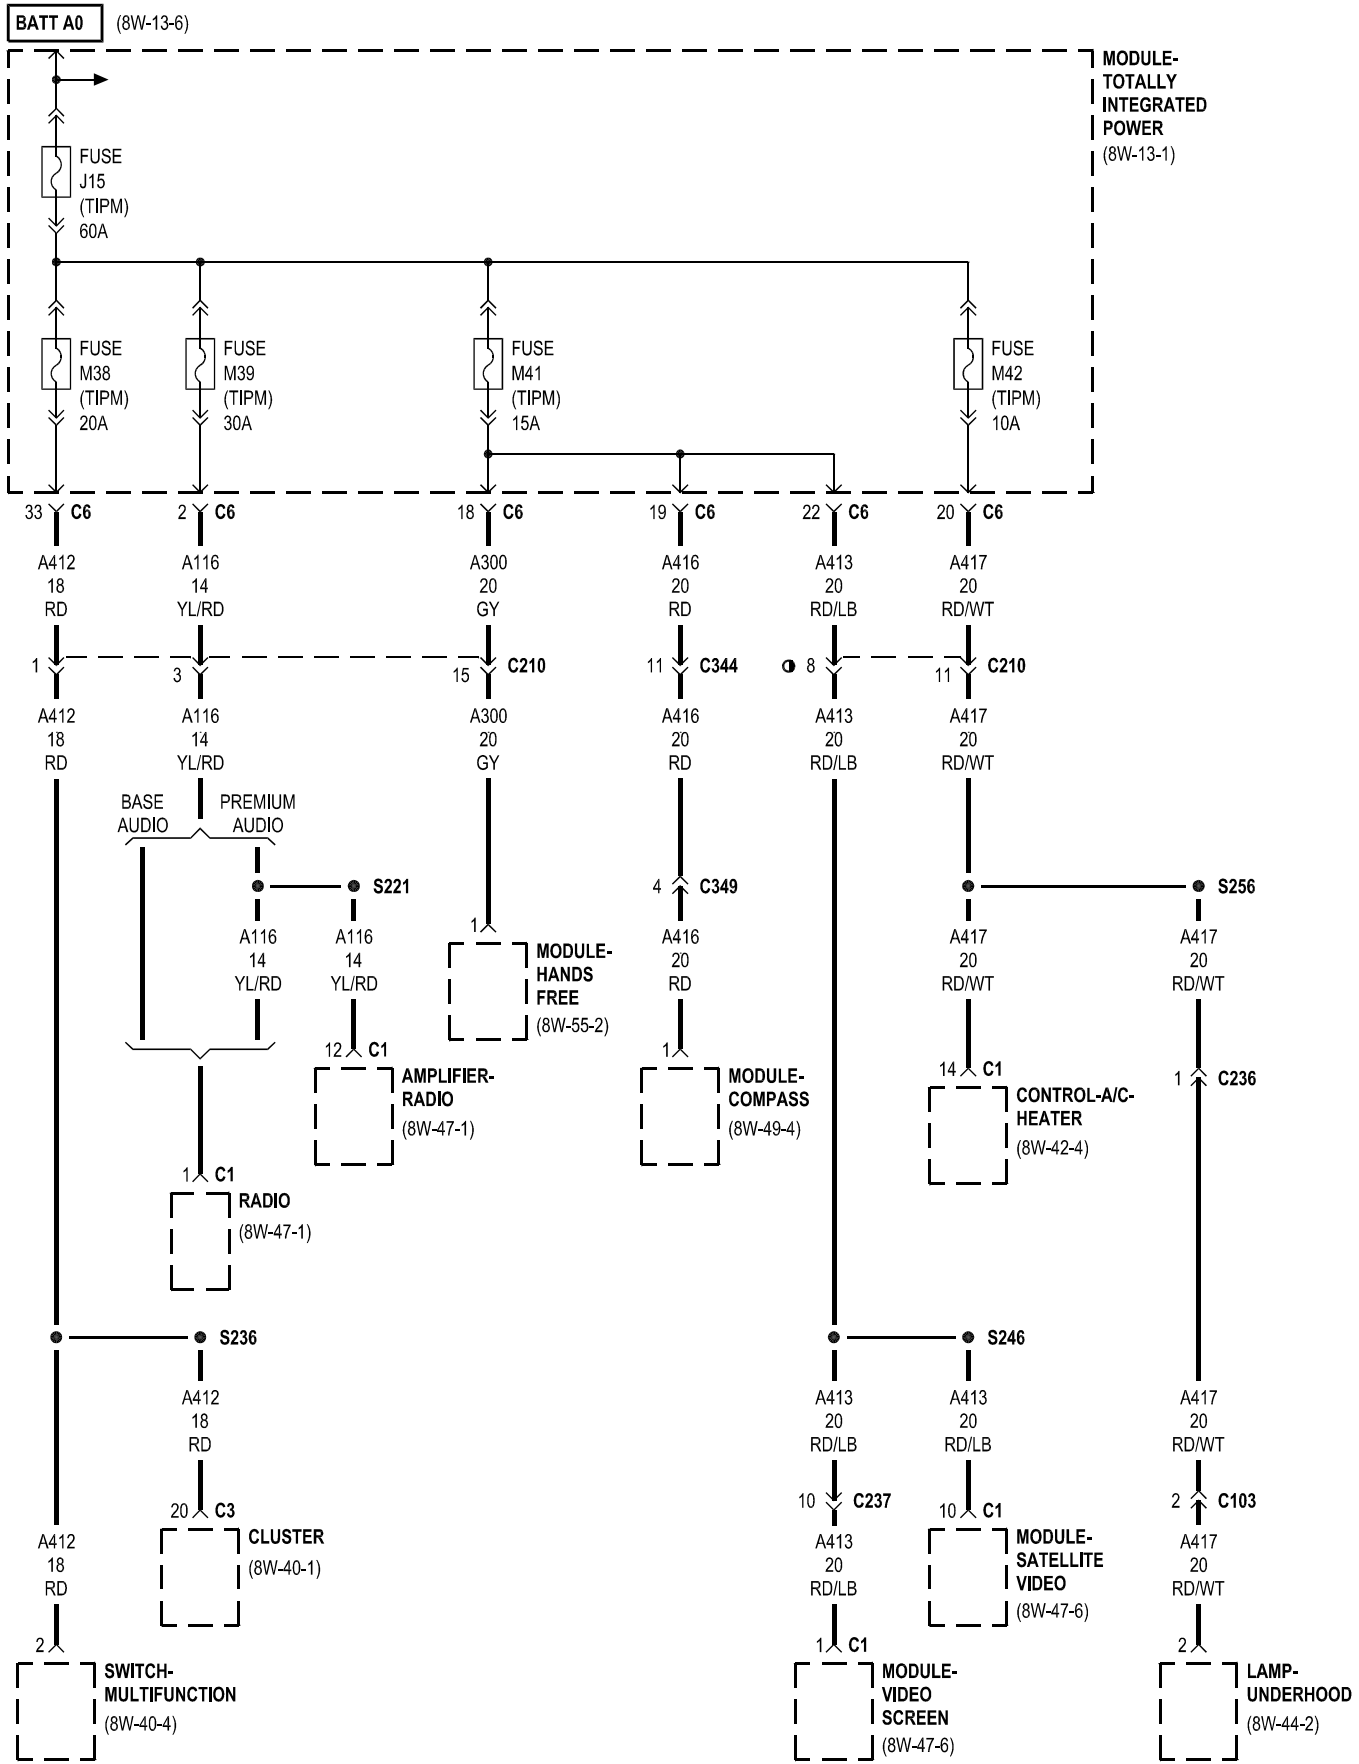 BATT A0 (8W-13-6)
MODULE-
TOTALLY
INTEGRATED
POWER
(8W-13-1)
FUSE
J15
(TIPM)
60A
FUSE
M38
(TIPM)
20A
FUSE
M39
(TIPM)
30A
FUSE
M41
(TIPM)
15A
FUSE
M42
(TIPM)
10A
33 C6
2 C6
18 C6
19 C6
22 C6
20 C6
A412
18
RD
A116
14
YL/RD
A300
20
GY
A416
20
RD
A413
20
RD/LB
A417
20
RD/WT
1
3
15 C210
11 C344
8
11 C210
A412
18
RD
A116
14
YL/RD
A300
20
GY
A416
20
RD
A413
20
RD/LB
A417
20
RD/WT
BASE
AUDIO
PREMIUM
AUDIO
S221
4 C349
S256
A116
14
YL/RD
A116
14
YL/RD
1
MODULE-
HANDS
FREE
(8W-55-2)
A416
20
RD
A417
20
RD/WT
A417
20
RD/WT
12 C1
AMPLIFIER-
RADIO
(8W-47-1)
1
MODULE-
COMPASS
(8W-49-4)
14 C1
CONTROL-A/C-
HEATER
(8W-42-4)
1 C236
1 C1
RADIO
(8W-47-1)
S236
S246
A412
18
RD
A413
20
RD/LB
A413
20
RD/LB
A417
20
RD/WT
20 C3
CLUSTER
(8W-40-1)
10 C237
10 C1
MODULE-
SATELLITE
VIDEO
(8W-47-6)
2 C103
A412
18
RD
A413
20
RD/LB
A417
20
RD/WT
2
SWITCH-
MULTIFUNCTION
(8W-40-4)
1 C1
MODULE-
VIDEO
SCREEN
(8W-47-6)
2
LAMP-
UNDERHOOD
(8W-44-2)